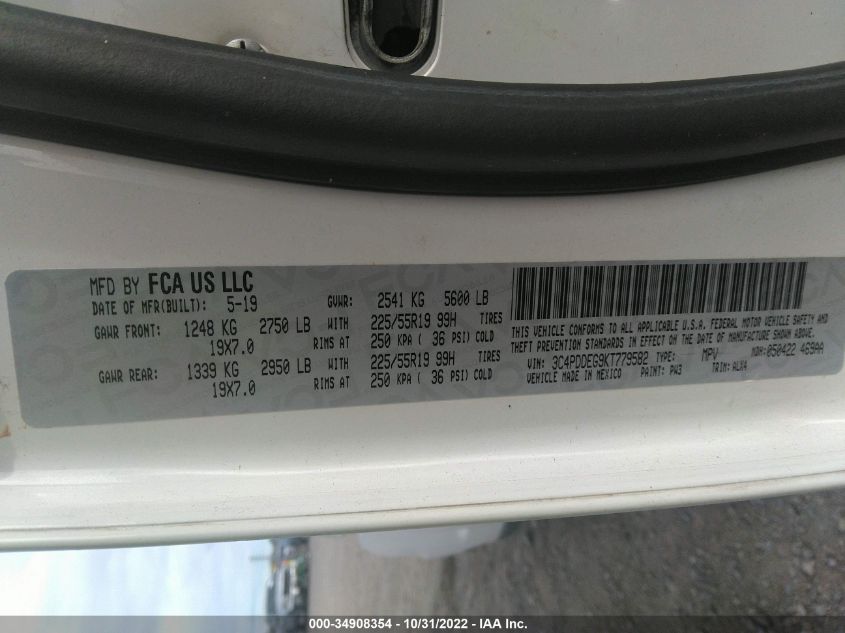 MFD BY FCA US LLC
DATE OF MFR(BUILT): 5-19 GVWR: 2541 KG 5600 LB
GAWR FRONT: 1248 KG 2750 LB WITH 225/55R19 99H TIRES
19X7.0 RIMS AT 250 KPA ( 36 PSI) COLD
GAWR REAR: 1339 KG 2950 LB WITH 225/55R19 99H TIRES
19X7.0 RIMS AT 250 KPA ( 36 PSI) COLD
THIS VEHICLE CONFORMS TO ALL APPLICABLE U.S.A. FEDERAL MOTOR VEHICLE SAFETY AND
THEFT PREVENTION STANDARDS IN EFFECT ON THE DATE OF MANUFACTURE SHOWN ABOVE.
VIN: 3C4PDDEG9KT779582 TYPE: MPV MDH: 050422 469AA
VEHICLE MADE IN MEXICO PAINT: PW3 TRIM: ALX4
000-34908354 - 10/31/2022 - IAA Inc.